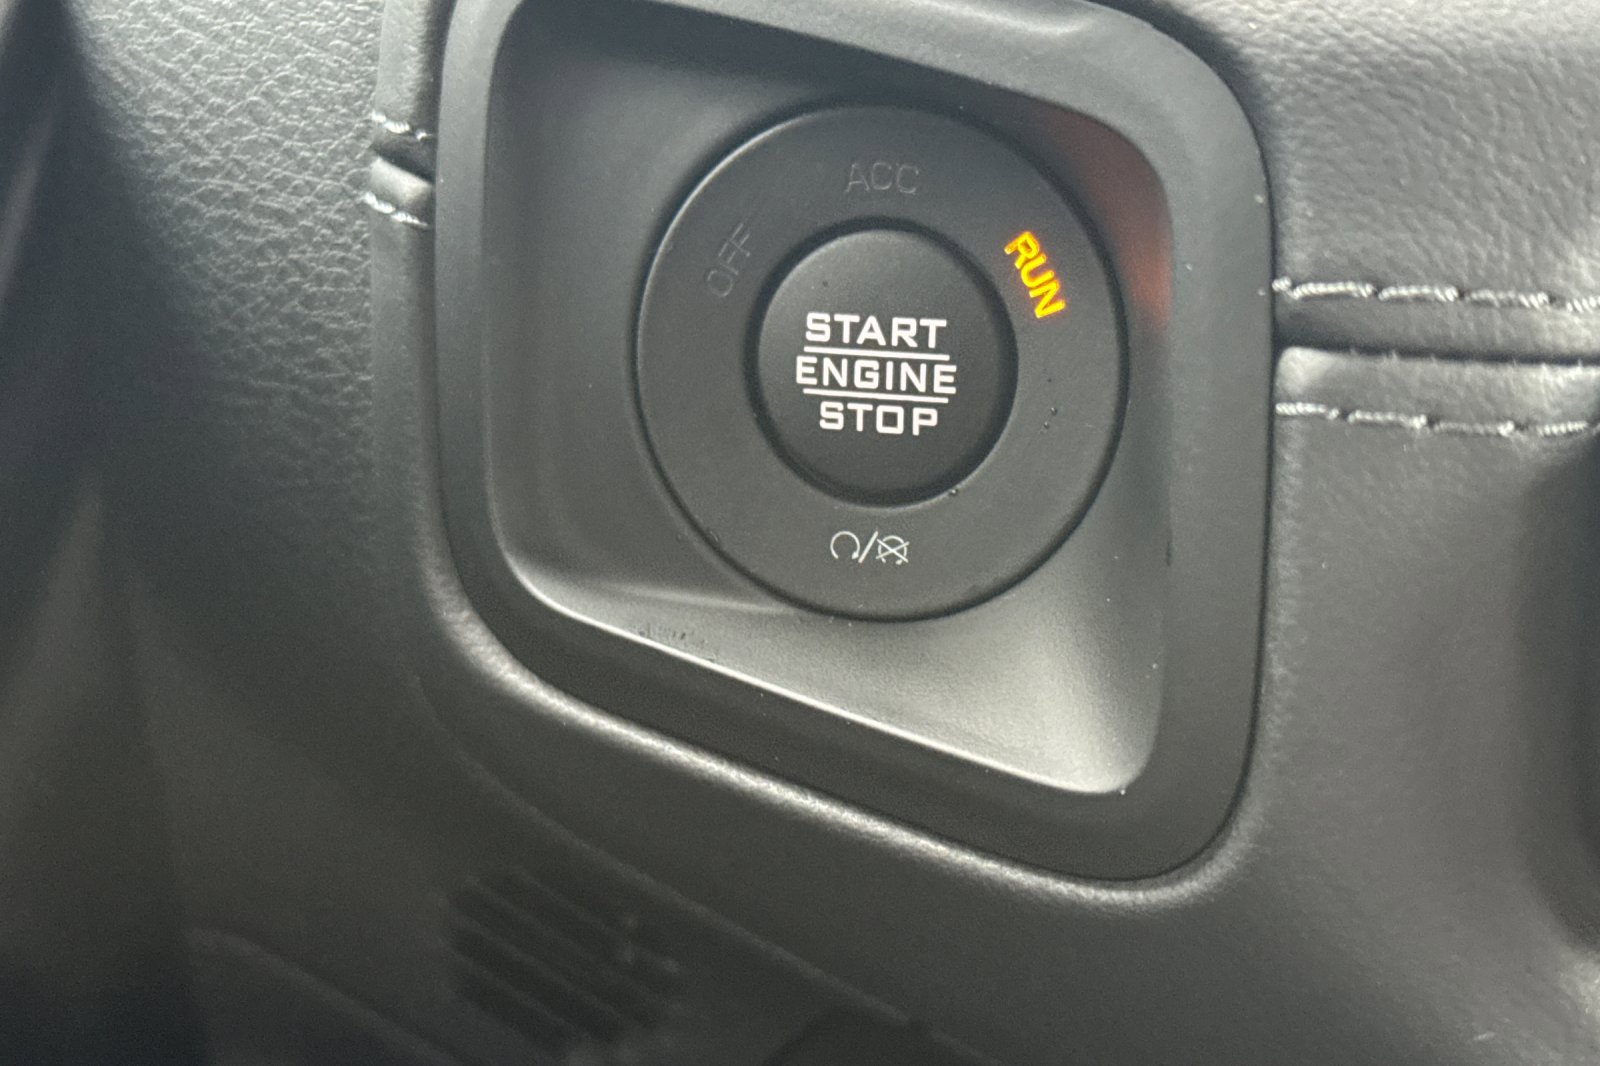 ACC
OFF
RUN
START
ENGINE
STOP